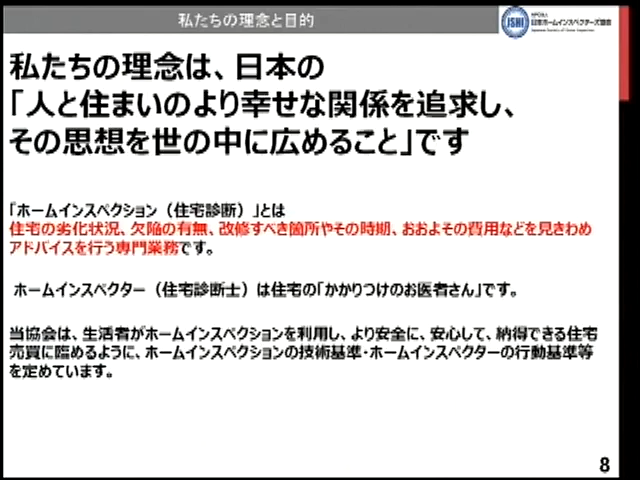 私たちの理念と目的
JSHI
日本ホームインスペクターズ協会
私たちの理念は、日本の
「人と住まいのより幸せな関係を追求し、
その思想を世の中に広めること」です
「ホームインスペクション（住宅診断）」とは
住宅の劣化状況、欠陥の有無、改修すべき箇所やその時期、おおよその費用などを見きわめ
アドバイスを行う専門業務です。
ホームインスペクター（住宅診断士）は住宅の「かかりつけのお医者さん」です。
当協会は、生活者がホームインスペクションを利用し、より安全に、安心して、納得できる住宅
売買に臨めるように、ホームインスペクションの技術基準・ホームインスペクターの行動基準等
を定めています。
8